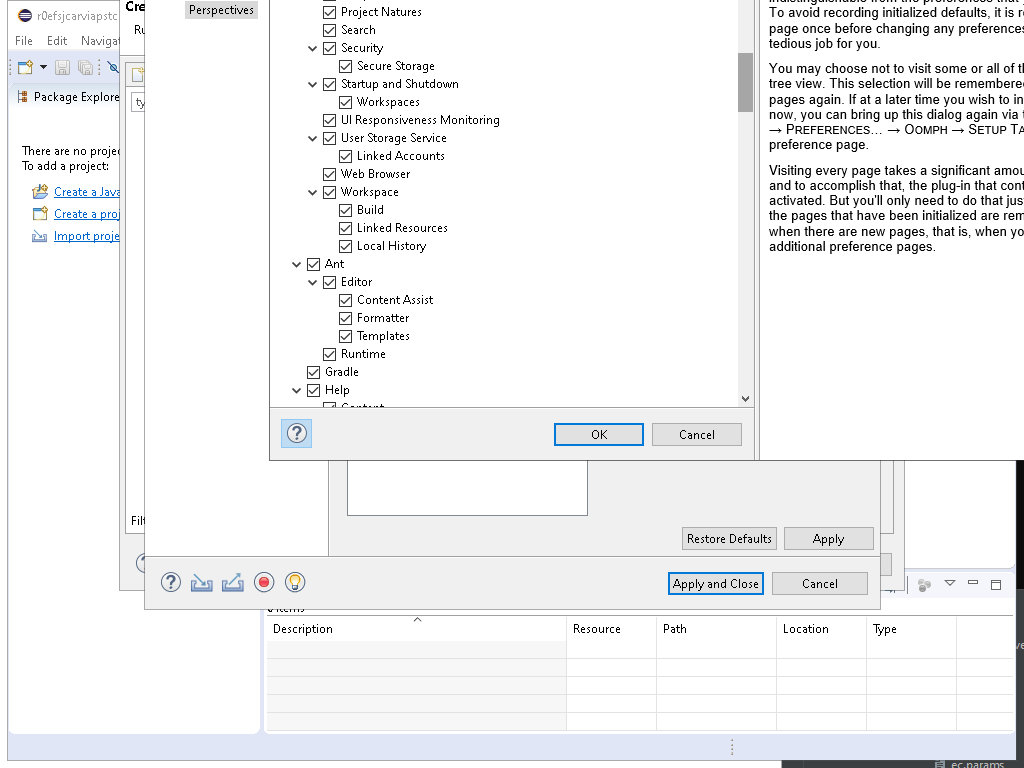 r0efsjcarviapstc
File Edit Naviga
Package Explore
There are no projec
To add a project:
Create a Java
Create a proj
Import proje
Cre
Ru
ty
Filt
Perspectives
Project Natures
Search
Security
Secure Storage
Startup and Shutdown
Workspaces
UI Responsiveness Monitoring
User Storage Service
Linked Accounts
Web Browser
Workspace
Build
Linked Resources
Local History
Ant
Editor
Content Assist
Formatter
Templates
Runtime
Gradle
Help
Content
OK Cancel
indistinguishable from the preferences that y
To avoid recording initialized defaults, it is r
page once before changing any preferences
tedious job for you.
You may choose not to visit some or all of th
tree view. This selection will be remembered
pages again. If at a later time you wish to in
now, you can bring up this dialog again via t
→ PREFERENCES... → OOMPH → SETUP TA
preference page.
Visiting every page takes a significant amou
and to accomplish that, the plug-in that cont
activated. But you'll only need to do that jus
the pages that have been initialized are rem
when there are new pages, that is, when yo
additional preference pages.
Restore Defaults Apply
Apply and Close Cancel
items
Description Resource Path Location Type
ve
ec.params